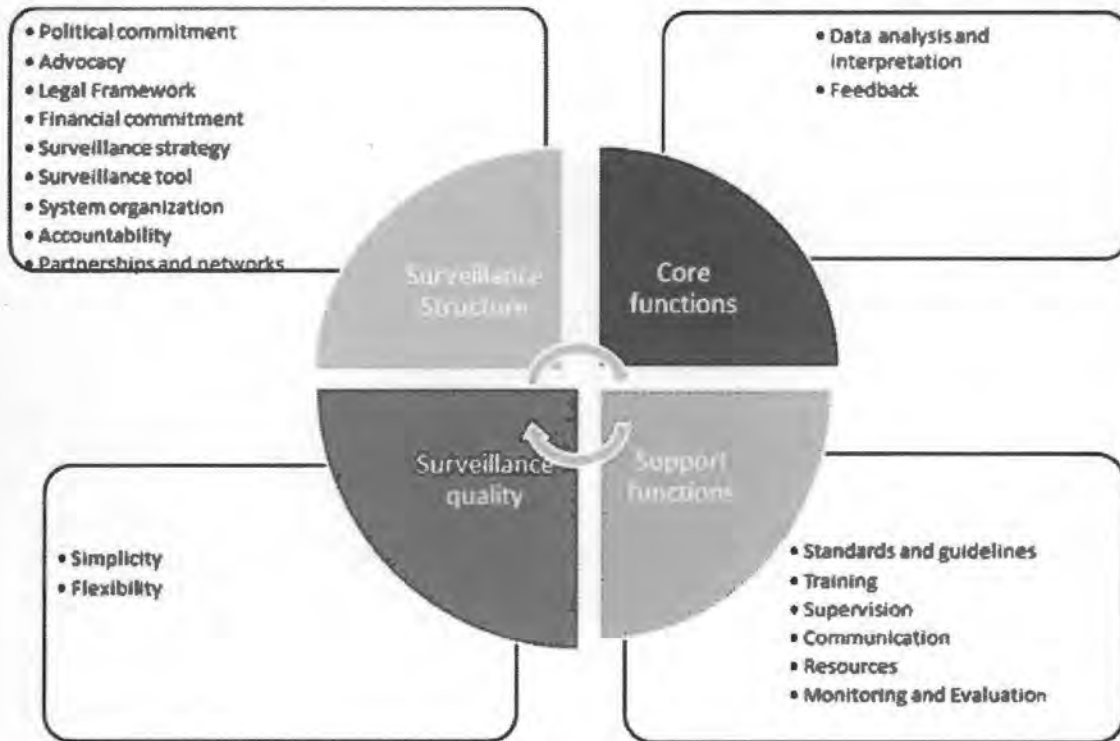 • Political commitment
• Advocacy
• Legal Framework
• Financial commitment
• Surveillance strategy
• Surveillance tool
• System organization
• Accountability
• Partnerships and networks
• Data analysis and
interpretation
• Feedback
Surveillance
Structure
Core
functions
Surveillance
quality
Support
functions
• Simplicity
• Flexibility
• Standards and guidelines
• Training
• Supervision
• Communication
• Resources
• Monitoring and Evaluation